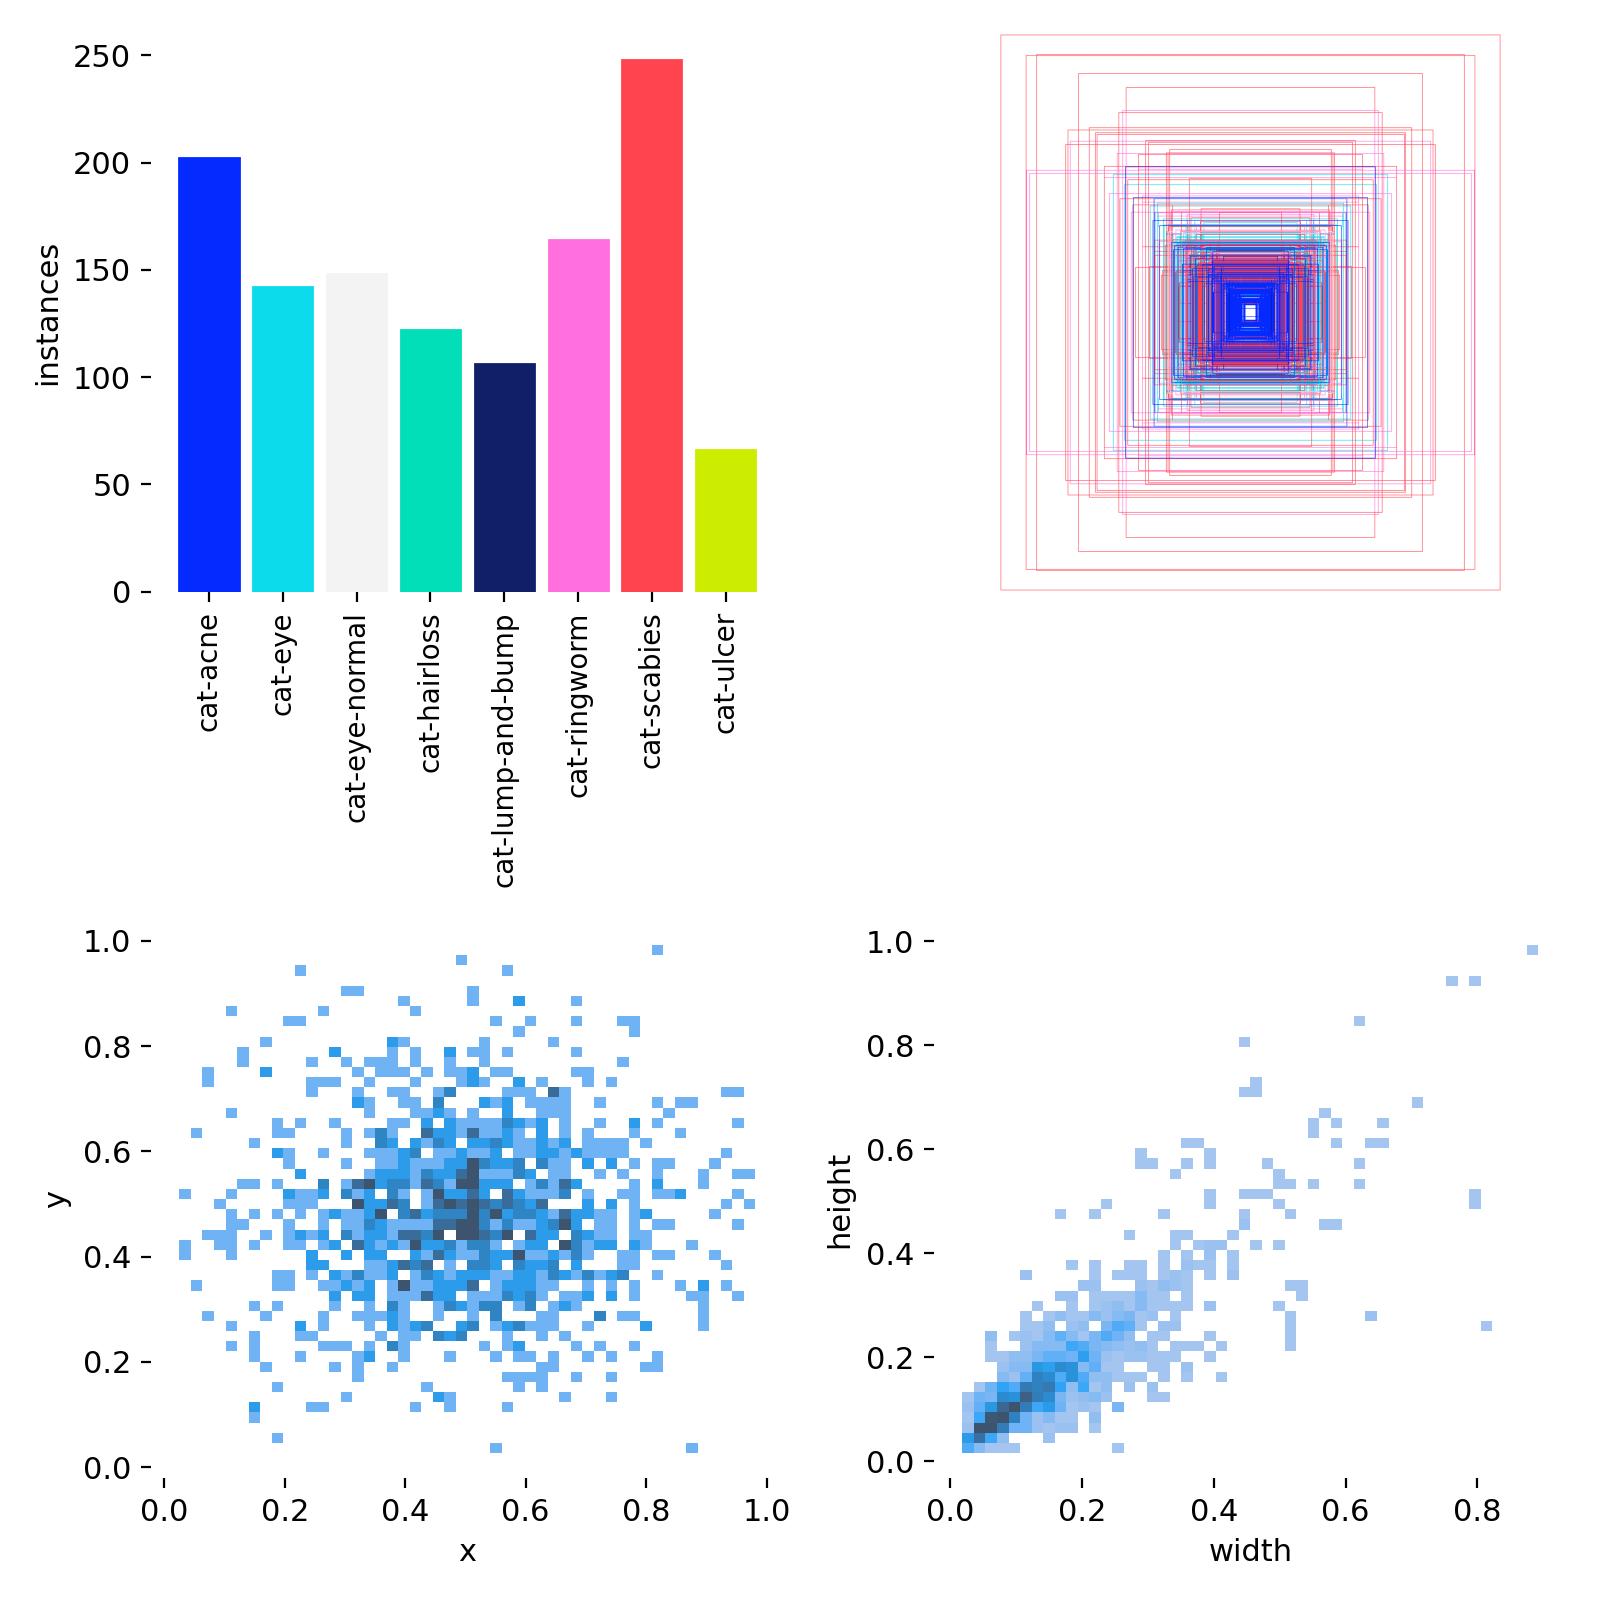 250
200
150
100
50
0
instances
cat-acne
cat-eye
cat-eye-normal
cat-hairloss
cat-lump-and-bump
cat-ringworm
cat-scabies
cat-ulcer
1.0
0.8
0.6
0.4
0.2
0.0
y
0.0 0.2 0.4 0.6 0.8 1.0
x
1.0
0.8
0.6
0.4
0.2
0.0
height
0.0 0.2 0.4 0.6 0.8
width